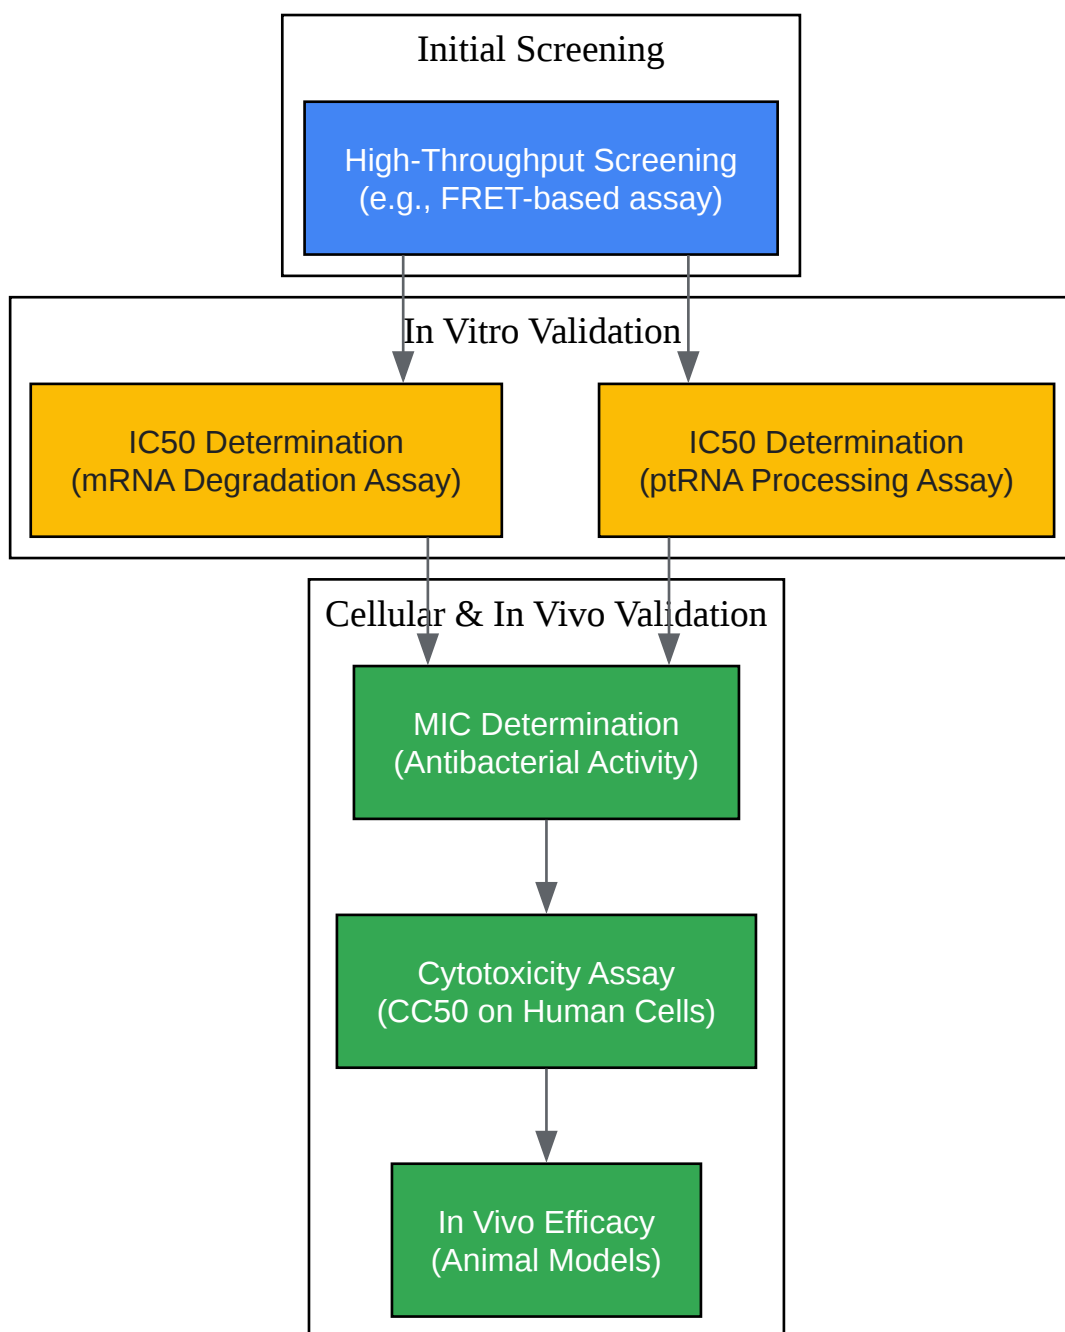 Initial Screening
High-Throughput Screening
(e.g., FRET-based assay)
In Vitro Validation
IC50 Determination
(mRNA Degradation Assay)
IC50 Determination
(ptRNA Processing Assay)
Cellular & In Vivo Validation
MIC Determination
(Antibacterial Activity)
Cytotoxicity Assay
(CC50 on Human Cells)
In Vivo Efficacy
(Animal Models)